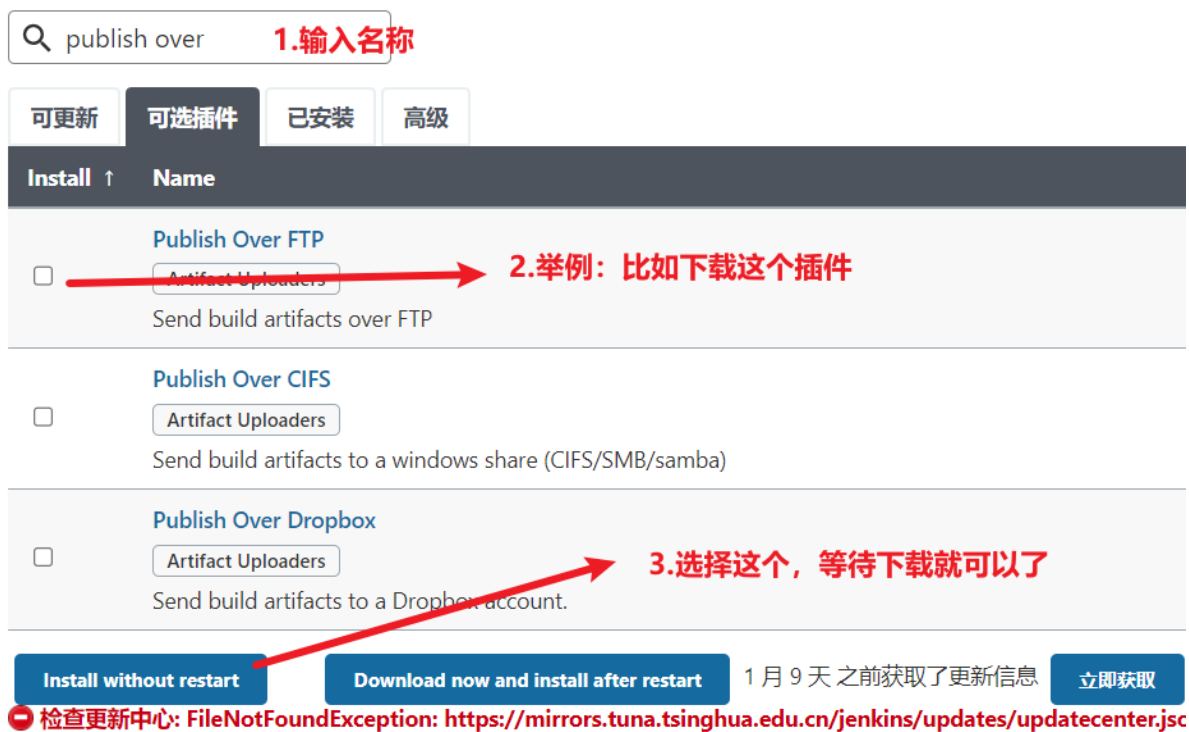 publish over 1.输入名称
可更新 可选插件 已安装 高级
Install ↑ Name
Publish Over FTP
2.举例：比如下载这个插件
Artifact Uploaders
Send build artifacts over FTP
Publish Over CIFS
Artifact Uploaders
Send build artifacts to a windows share (CIFS/SMB/samba)
Publish Over Dropbox
Artifact Uploaders
3.选择这个，等待下载就可以了
Send build artifacts to a Dropbox account.
Install without restart Download now and install after restart 1 月 9 天 之前获取了更新信息 立即获取
检查更新中心: FileNotFoundException: https://mirrors.tuna.tsinghua.edu.cn/jenkins/updates/updatecenter.jso